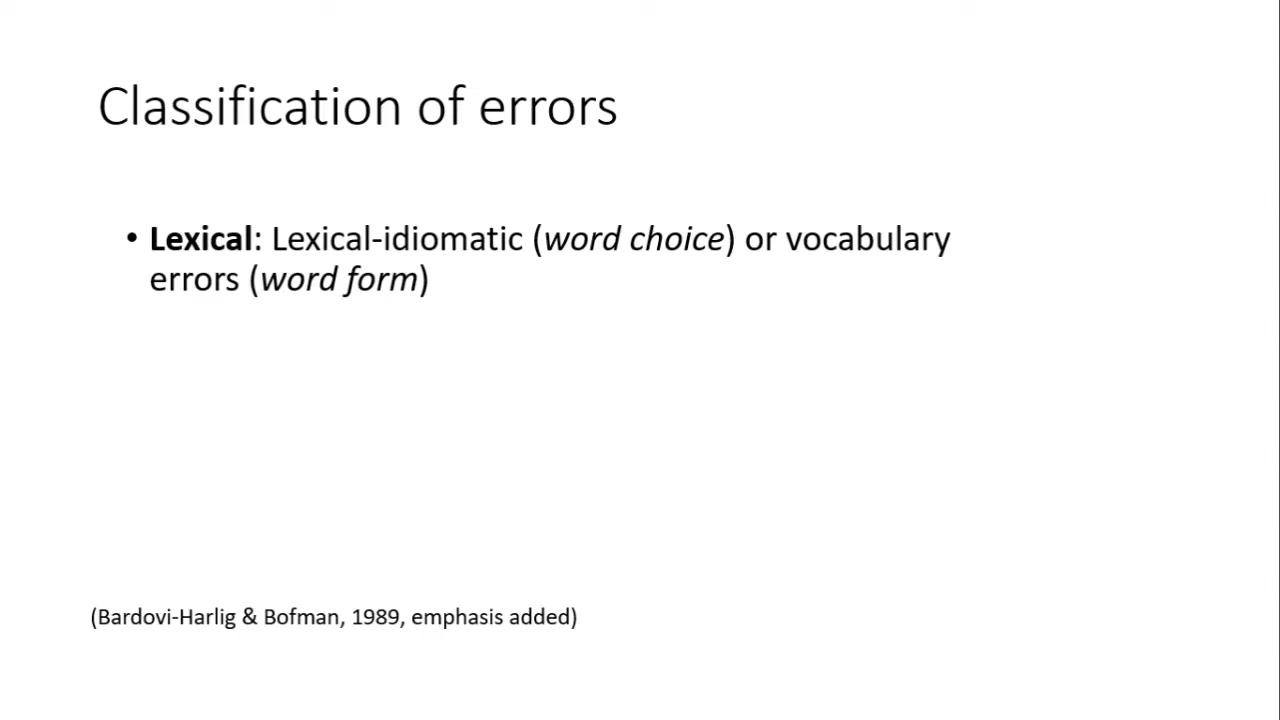 Classification of errors
• Lexical: Lexical-idiomatic (word choice) or vocabulary
errors (word form)
(Bardovi-Harlig & Bofman, 1989, emphasis added)